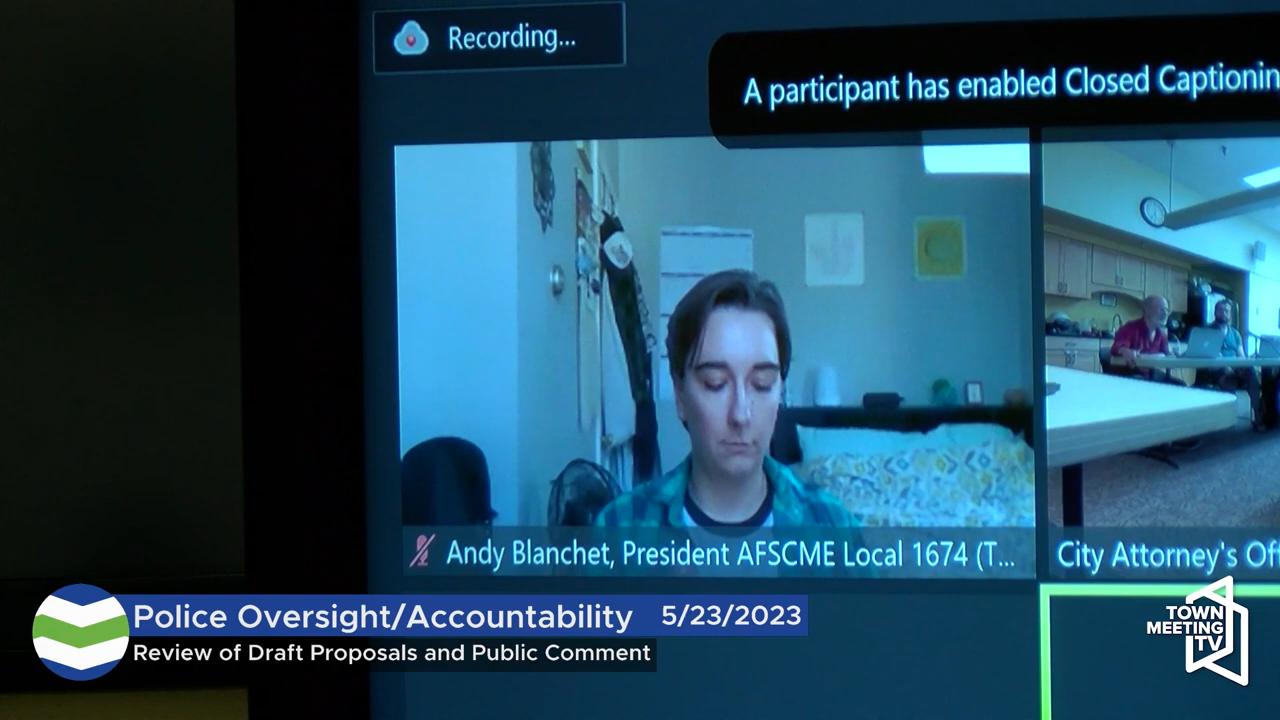 Recording...
A participant has enabled Closed Captionin
Andy Blanchet, President AFSCME Local 1674 (T...
City Attorney's Of
Police Oversight/Accountability 5/23/2023
Review of Draft Proposals and Public Comment
TOWN
MEETING
TV